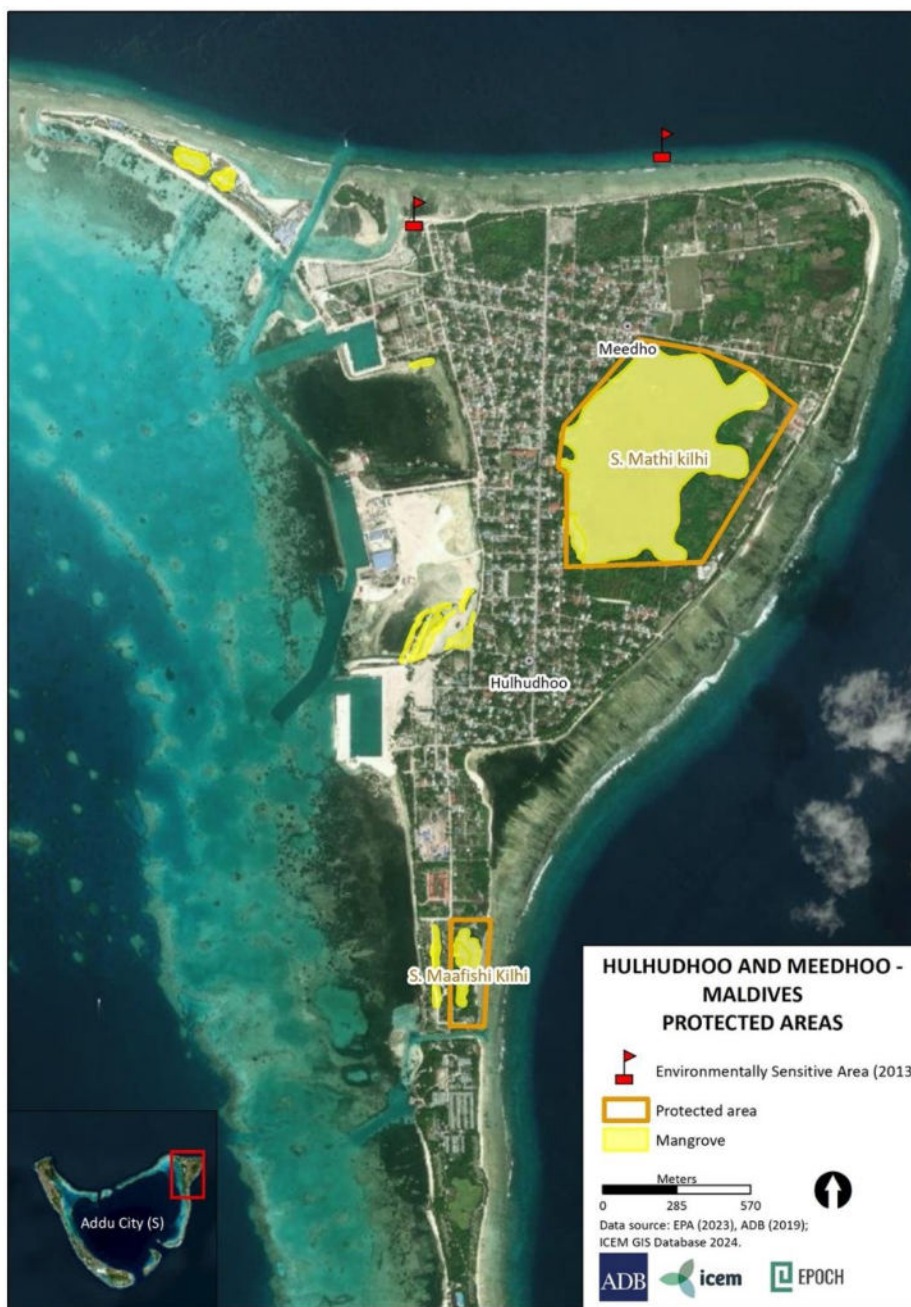 Meedho
S. Mathi kilhi
Hulhudhoo
S. Maafishi Kilhi
HULHUDHOO AND MEEDHOO -
MALDIVES
PROTECTED AREAS
Environmentally Sensitive Area (2013
Protected area
Mangrove
Meters
0 285 570
Data source: EPA (2023), ADB (2019);
ICEM GIS Database 2024.
ADB icem EPOCH
Addu City (S)